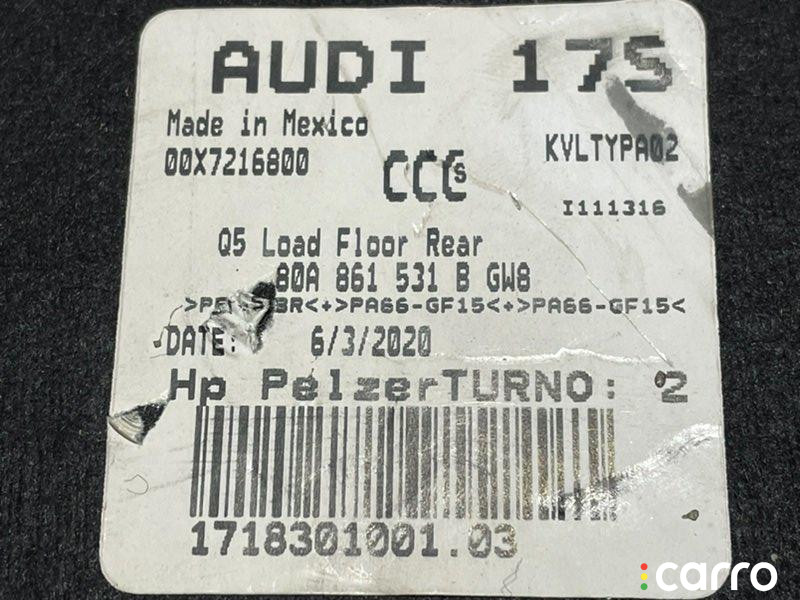 AUDI 17S
Made in Mexico
00X7216800
CCC S
KVLTYPA02
I111316
Q5 Load Floor Rear
80A 861 531 B GW8
<+>PA66-GF15<+>PA66-GF15<
DATE: 6/3/2020
Hp PelzerTURNO: 2
1718301001.03
carro